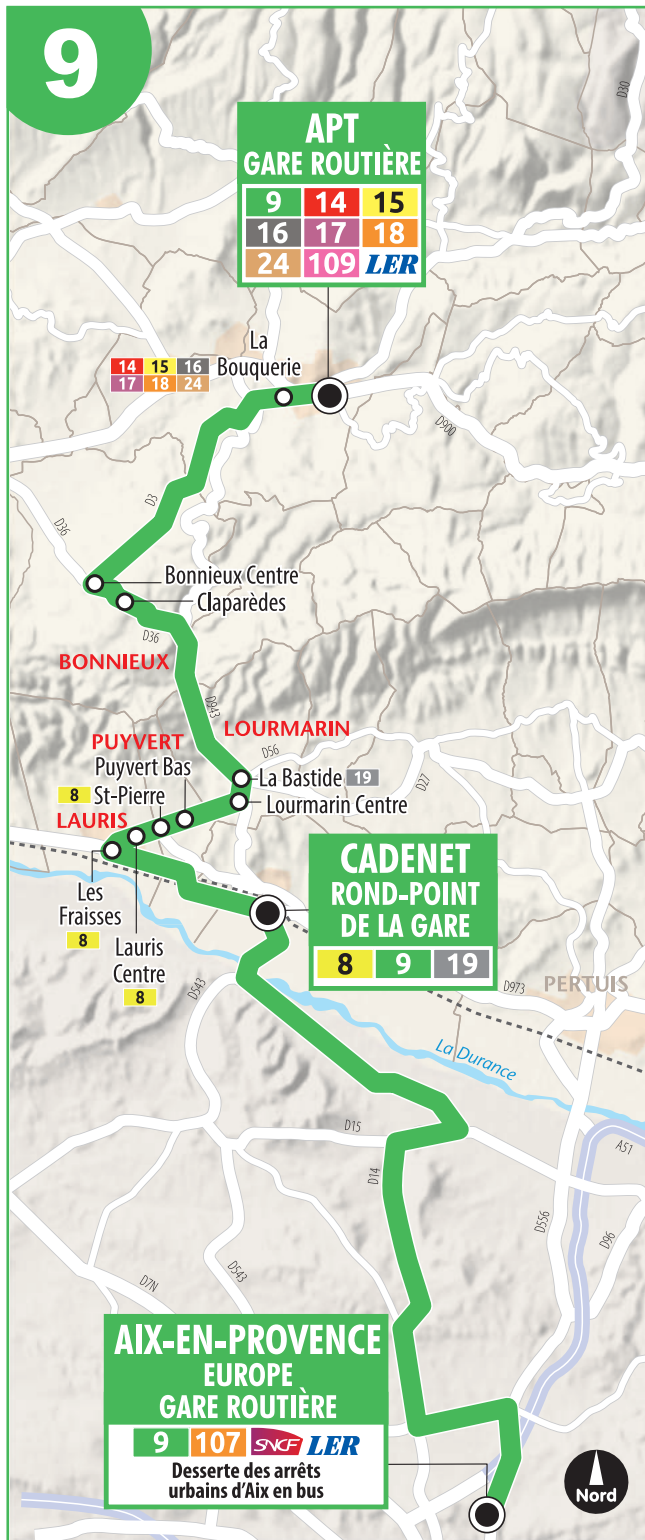 9
APT
GARE ROUTIÈRE
9 14 15
16 17 18
24 109 LER
D30
La
Bouquerie
14 15 16
17 18 24
D900
D3
D36
Bonnieux Centre
Claparèdes
D36
BONNIEUX
D943
LOURMARIN
PUYVERT
D56
Puyvert Bas
La Bastide 19
D27
8 St-Pierre
Lourmarin Centre
LAURIS
CADENET
ROND-POINT
DE LA GARE
8 9 19
Les
Fraisses
8
Lauris
Centre
8
D543
D973
PERTUIS
La Durance
D15
A51
D14
D556
D96
D7N
D543
AIX-EN-PROVENCE
EUROPE
GARE ROUTIÈRE
9 107 SNCF LER
Desserte des arrêts
urbains d'Aix en bus
Nord